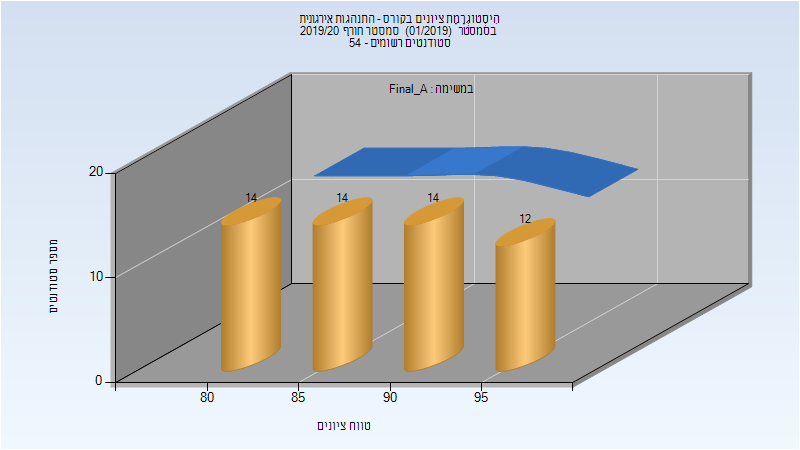 היסטוגרמת ציונים בקורס - התנהגות אירגונית
בסמסטר (01/2019) סמסטר חורף 2019/20
סטודנטים רשומים - 54
במשימה : Final_A
20
10
0
מספר סטודנטים
14
14
14
12
80
85
90
95
טווח ציונים